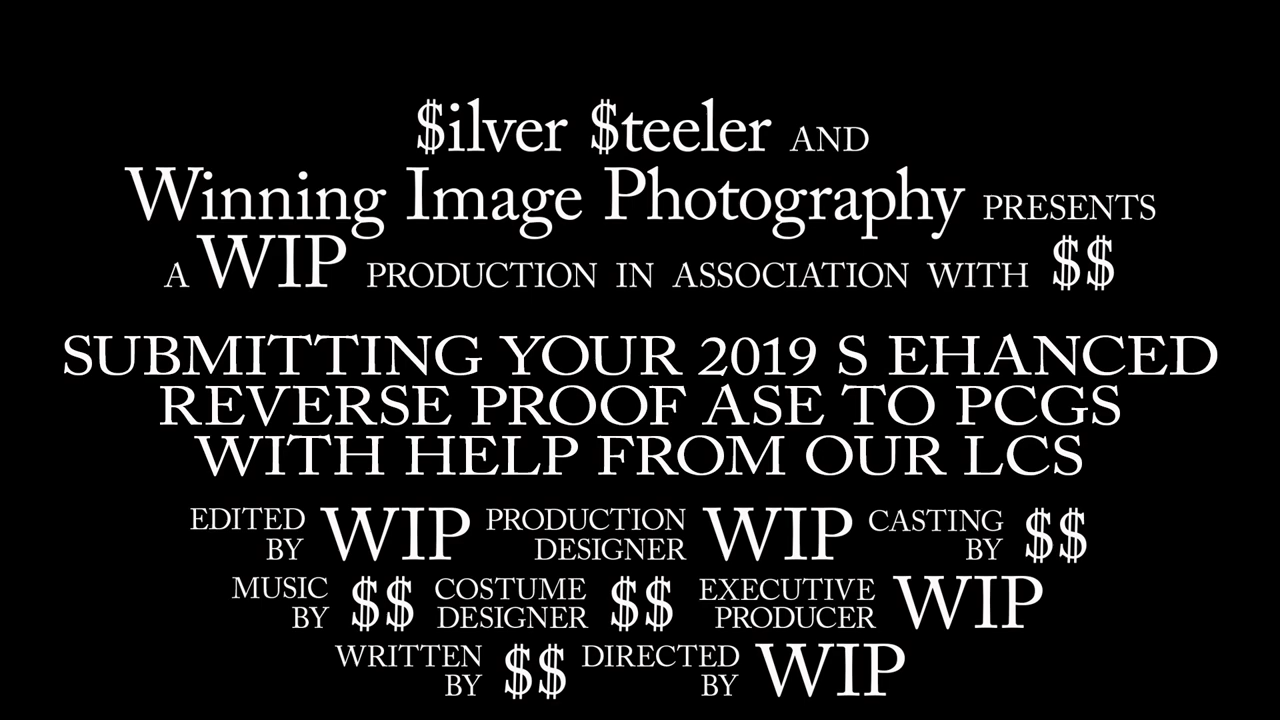 $ilver $teeler AND
Winning Image Photography PRESENTS
A WIP PRODUCTION IN ASSOCIATION WITH $$
SUBMITTING YOUR 2019 S EHANCED
REVERSE PROOF ASE TO PCGS
WITH HELP FROM OUR LCS
EDITED BY WIP PRODUCTION DESIGNER WIP CASTING BY $$
MUSIC BY $$ COSTUME DESIGNER $$ EXECUTIVE PRODUCER WIP
WRITTEN BY $$ DIRECTED BY WIP